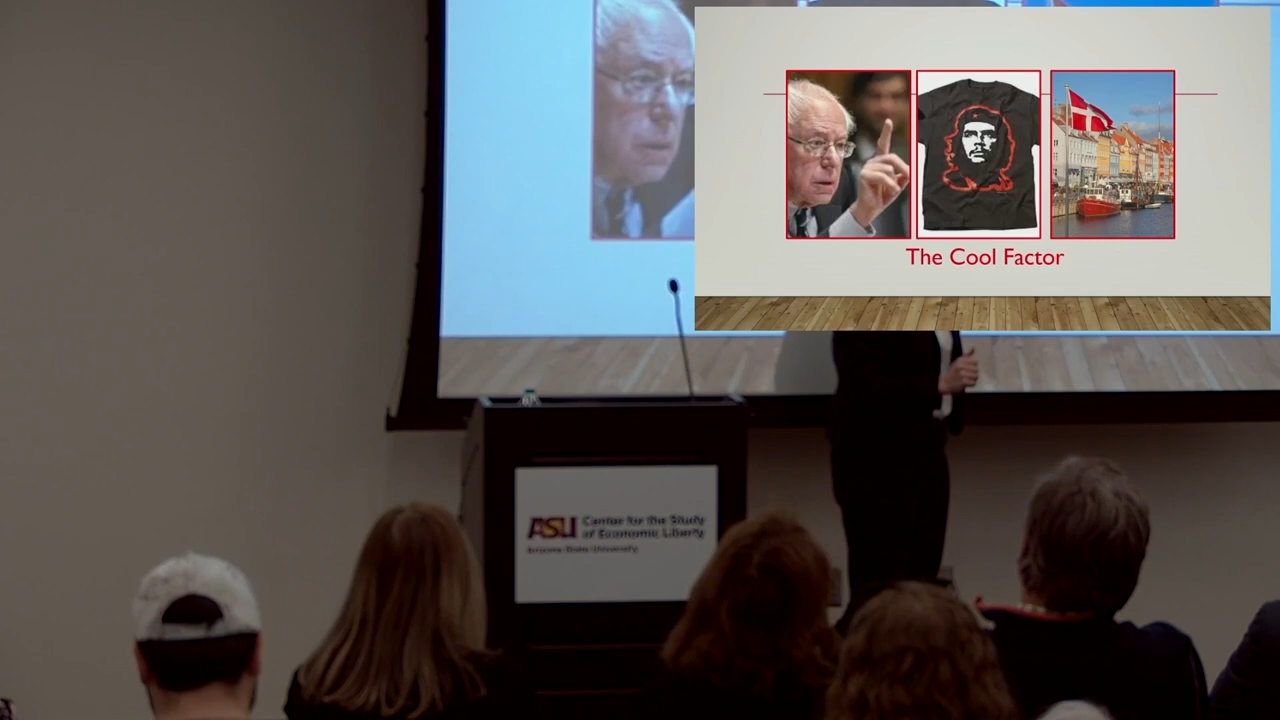 The Cool Factor
ASU Center for the Study
of Economic Liberty
Arizona State University